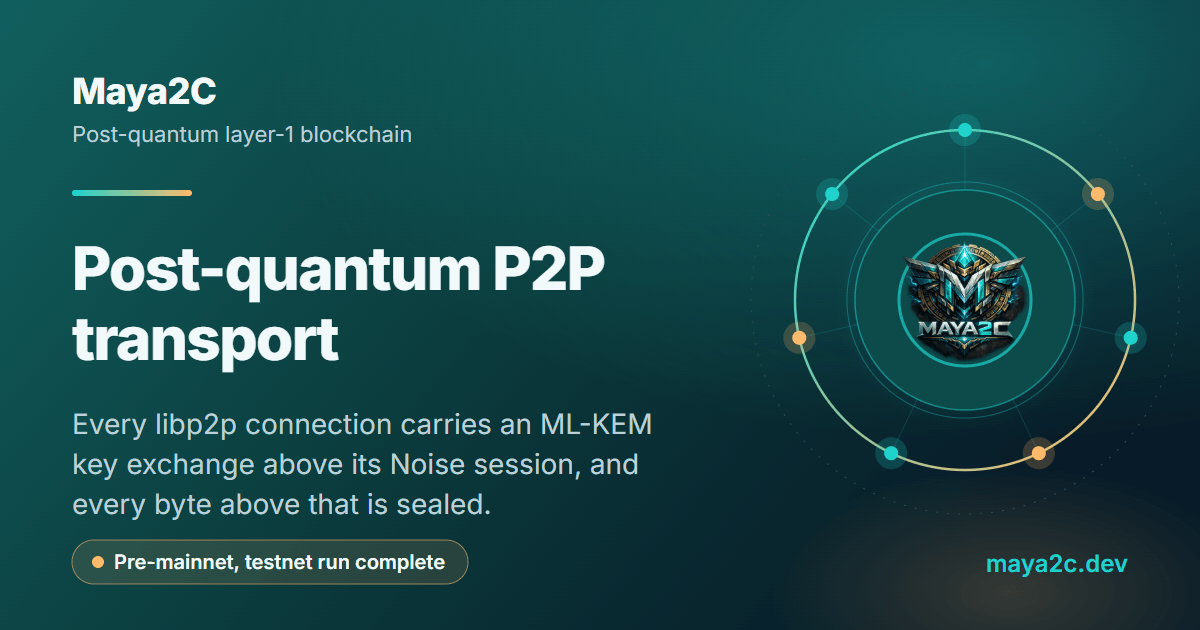 Maya2C
Post-quantum layer-1 blockchain
Post-quantum P2P
transport
Every libp2p connection carries an ML-KEM
key exchange above its Noise session, and
every byte above that is sealed.
Pre-mainnet, testnet run complete
MAYA2C
maya2c.dev